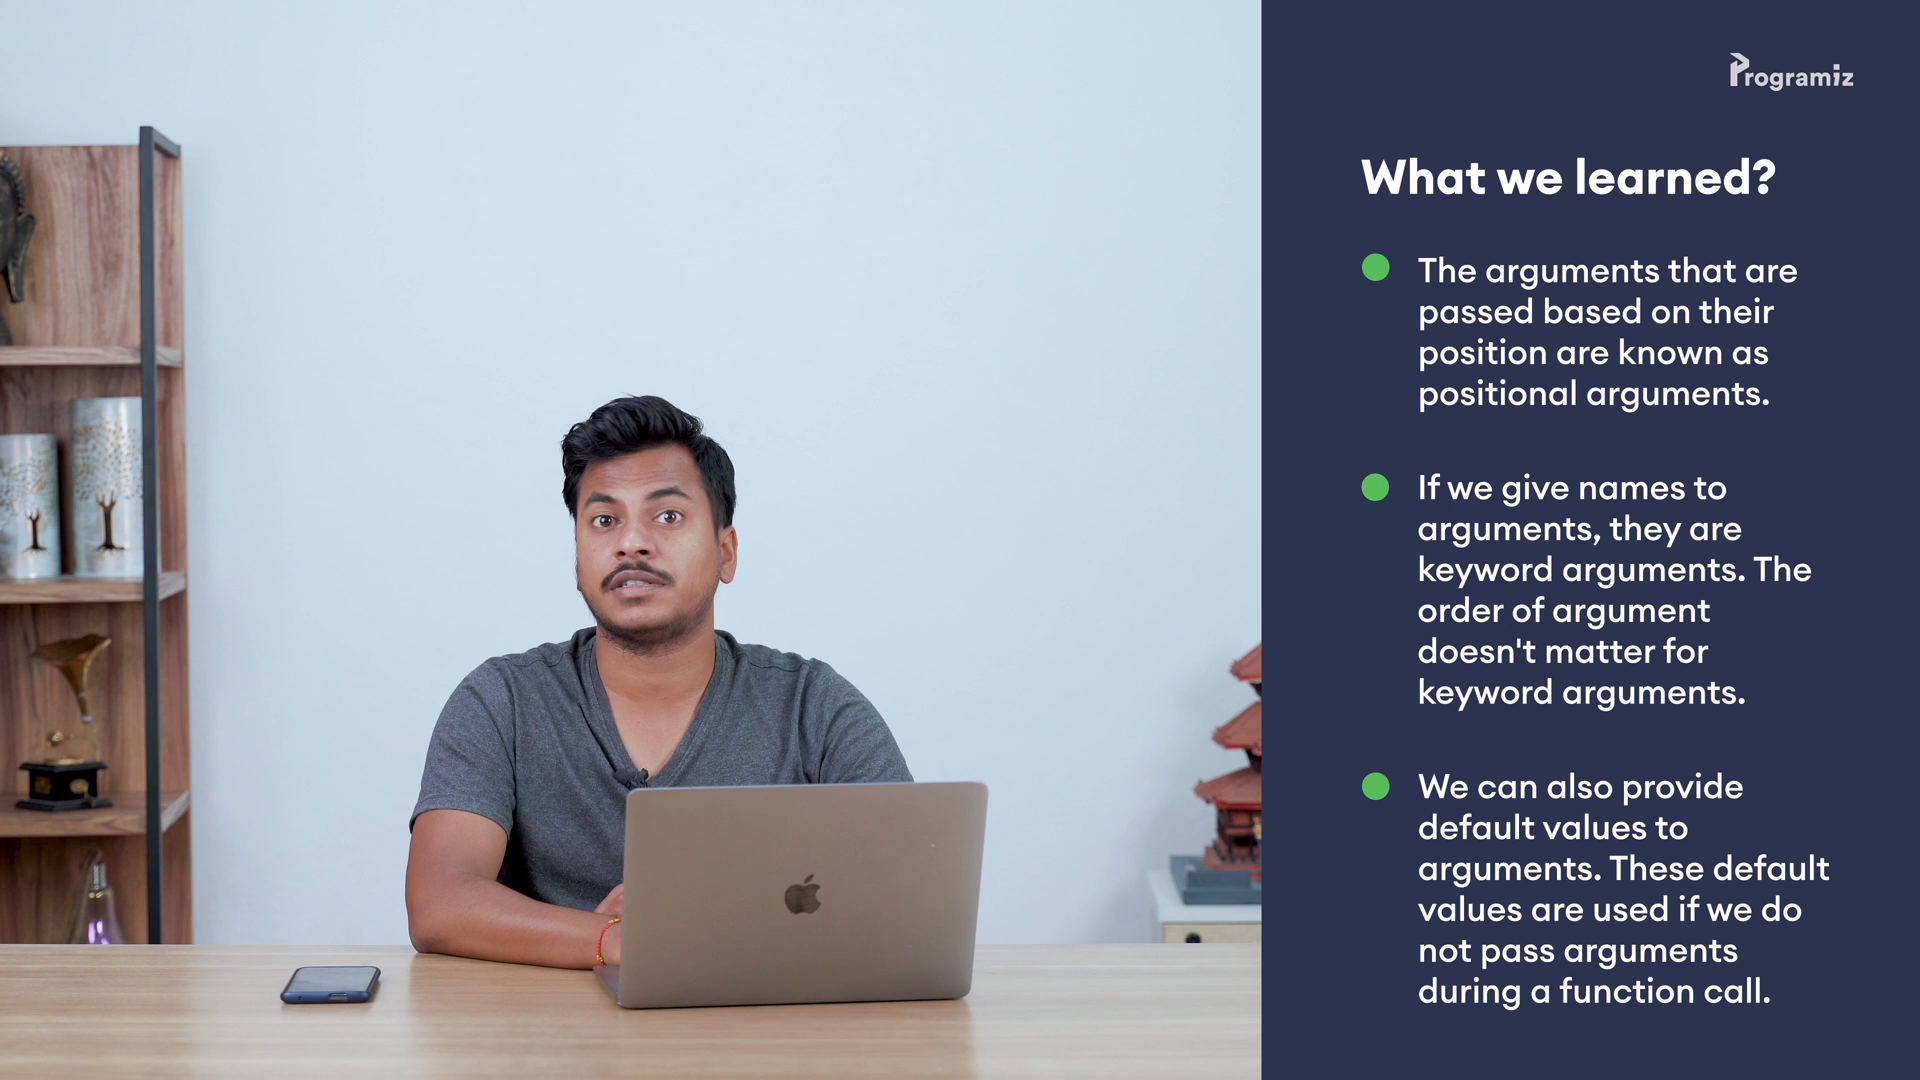 Programiz
What we learned?
The arguments that are
passed based on their
position are known as
positional arguments.
If we give names to
arguments, they are
keyword arguments. The
order of argument
doesn't matter for
keyword arguments.
We can also provide
default values to
arguments. These default
values are used if we do
not pass arguments
during a function call.